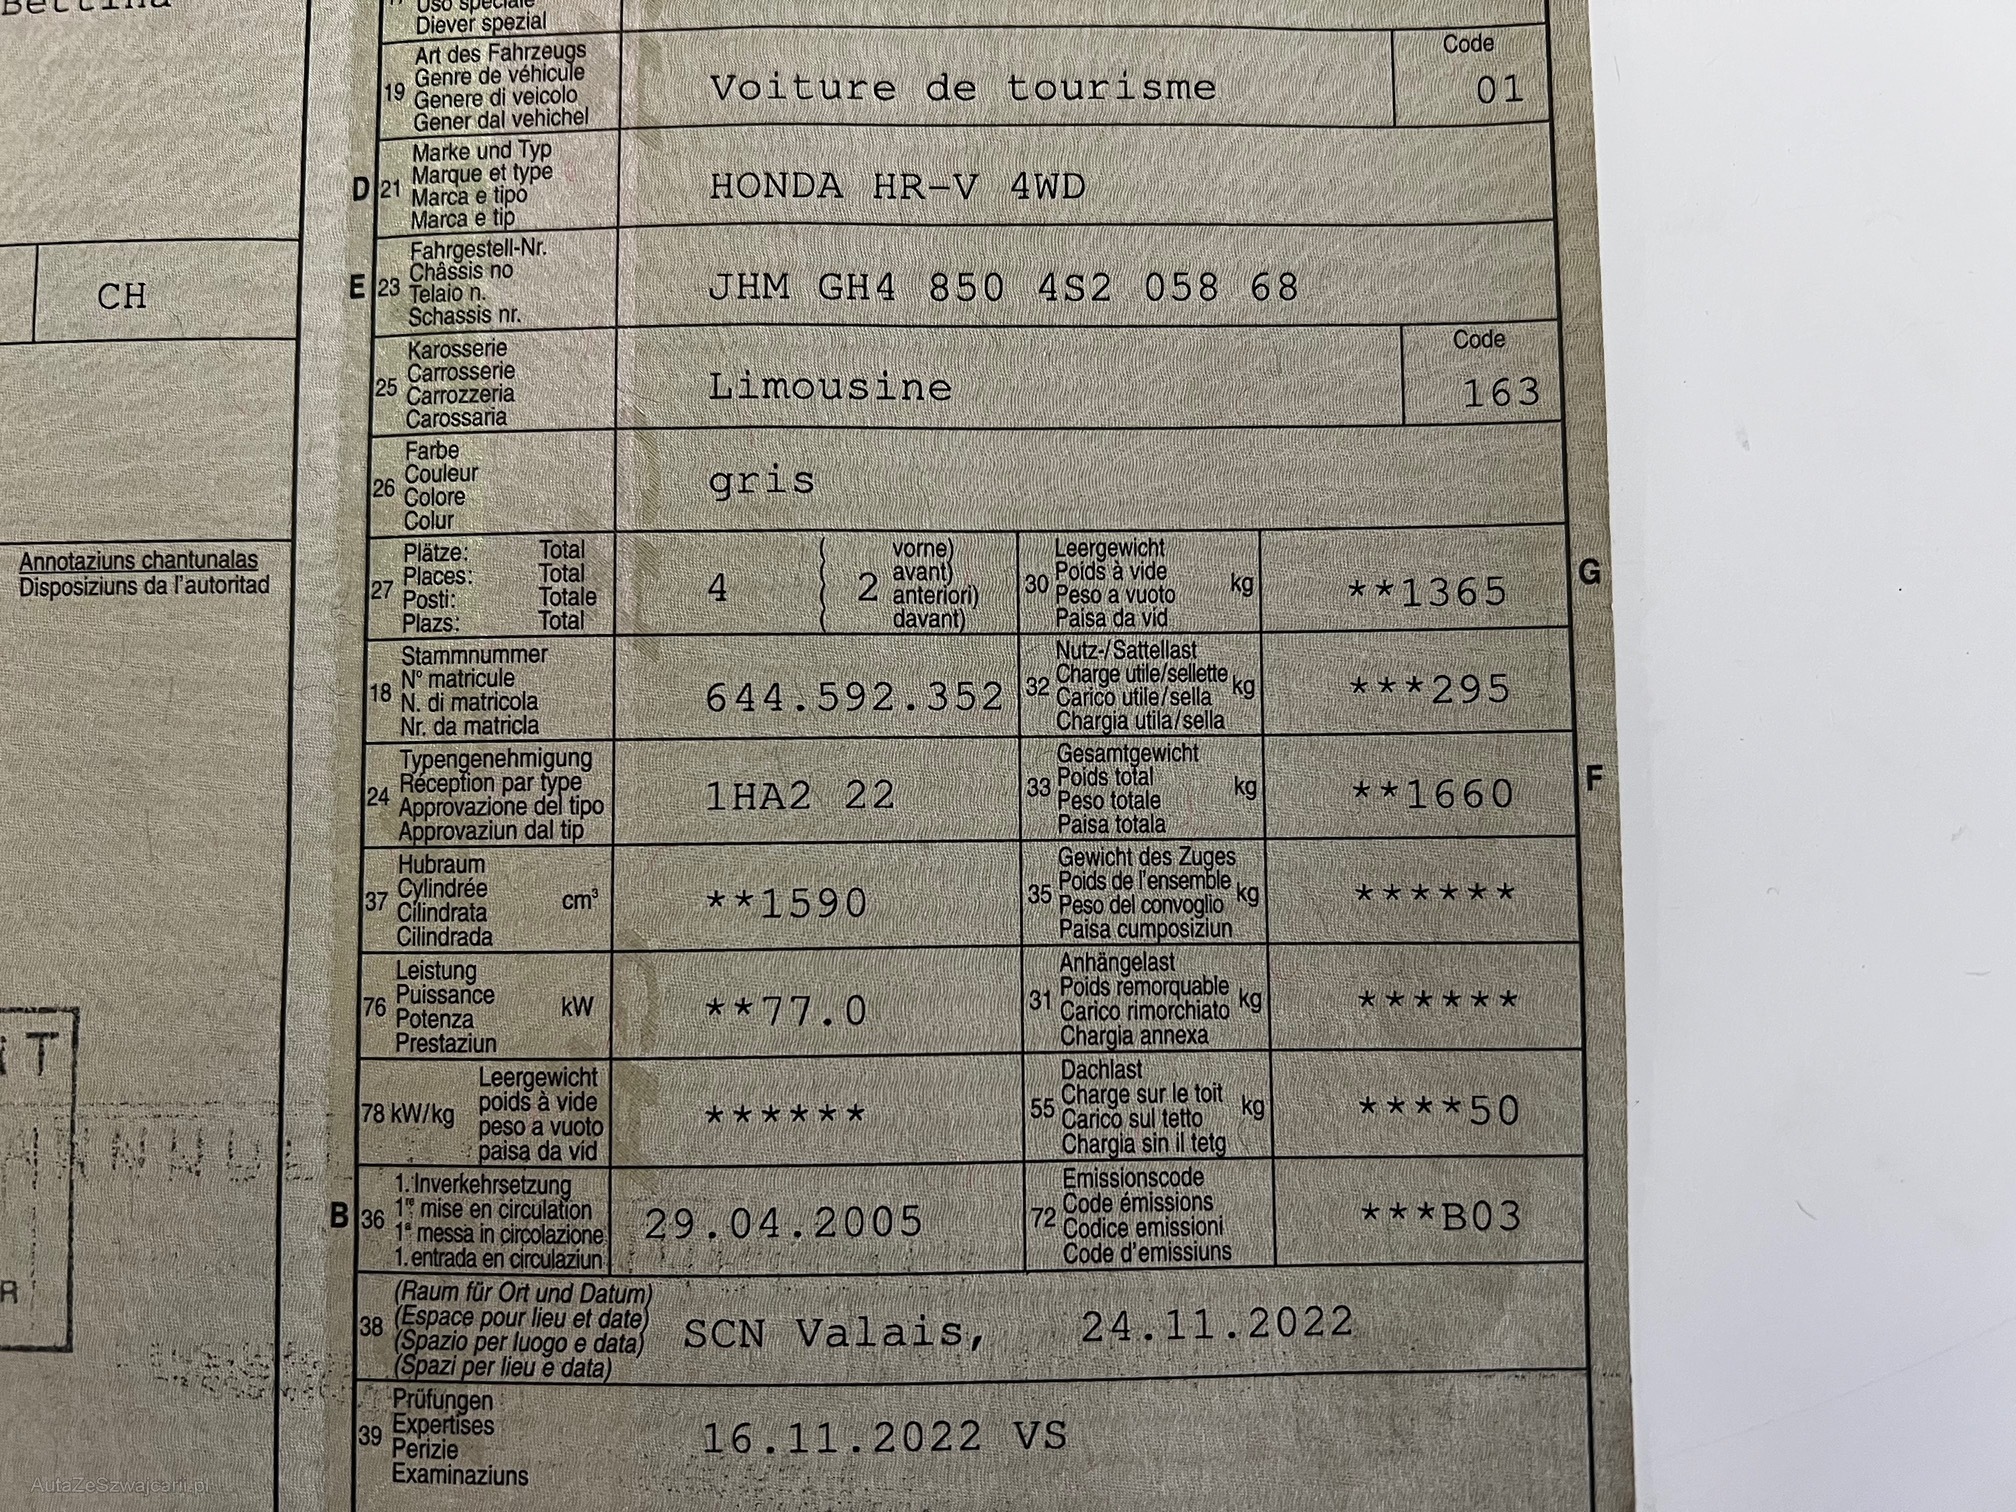 Bettina
Uso speciale
Diever spezial
19
Art des Fahrzeugs
Genre de véhicule
Genere di veicolo
Gener dal vehichel
Voiture de tourisme
Code
01
D 21
Marke und Typ
Marque et type
Marca e tipo
Marca e tip
HONDA HR-V 4WD
E 23
Fahrgestell-Nr.
Châssis no
Telaio n.
Schassis nr.
JHM GH4 850 4S2 058 68
CH
25
Karosserie
Carrosserie
Carrozzeria
Carossaria
Limousine
Code
163
26
Farbe
Couleur
Colore
Colur
gris
Annotaziuns chantunalas
Disposiziuns da l'autoritad
27
Plätze: Total
Places: Total
Posti: Totale
Plazs: Total
4 { 2
vorne)
avant)
anteriori)
davant)
30
Leergewicht
Poids à vide
Peso a vuoto
Paisa da vid
kg
**1365
G
18
Stammnummer
N° matricule
N. di matricola
Nr. da matricla
644.592.352
32
Nutz-/Sattellast
Charge utile/sellette
Carico utile/sella
Chargia utila/sella
kg
***295
24
Typengenehmigung
Réception par type
Approvazione del tipo
Approvaziun dal tip
1HA2 22
33
Gesamtgewicht
Poids total
Peso totale
Paisa totala
kg
**1660
F
37
Hubraum
Cylindrée
Cilindrata
Cilindrada
cm³
**1590
35
Gewicht des Zuges
Poids de l'ensemble
Peso del convoglio
Paisa cumposiziun
kg
******
76
Leistung
Puissance
Potenza
Prestaziun
kW
**77.0
31
Anhängelast
Poids remorquable
Carico rimorchiato
Chargia annexa
kg
******
78 kW/kg
Leergewicht
poids à vide
peso a vuoto
paisa da vid
******
55
Dachlast
Charge sur le toit
Carico sul tetto
Chargia sin il tetg
kg
****50
B 36
1. Inverkehrsetzung
1re mise en circulation
1a messa in circolazione
1. entrada en circulaziun
29.04.2005
72
Emissionscode
Code émissions
Codice emissioni
Code d'emissiuns
***B03
38
(Raum für Ort und Datum)
(Espace pour lieu et date)
(Spazio per luogo e data)
(Spazi per lieu e data)
SCN Valais, 24.11.2022
39
Prüfungen
Expertises
Perizie
Examinaziuns
16.11.2022 VS
AutaZeSzwajcarii.pl